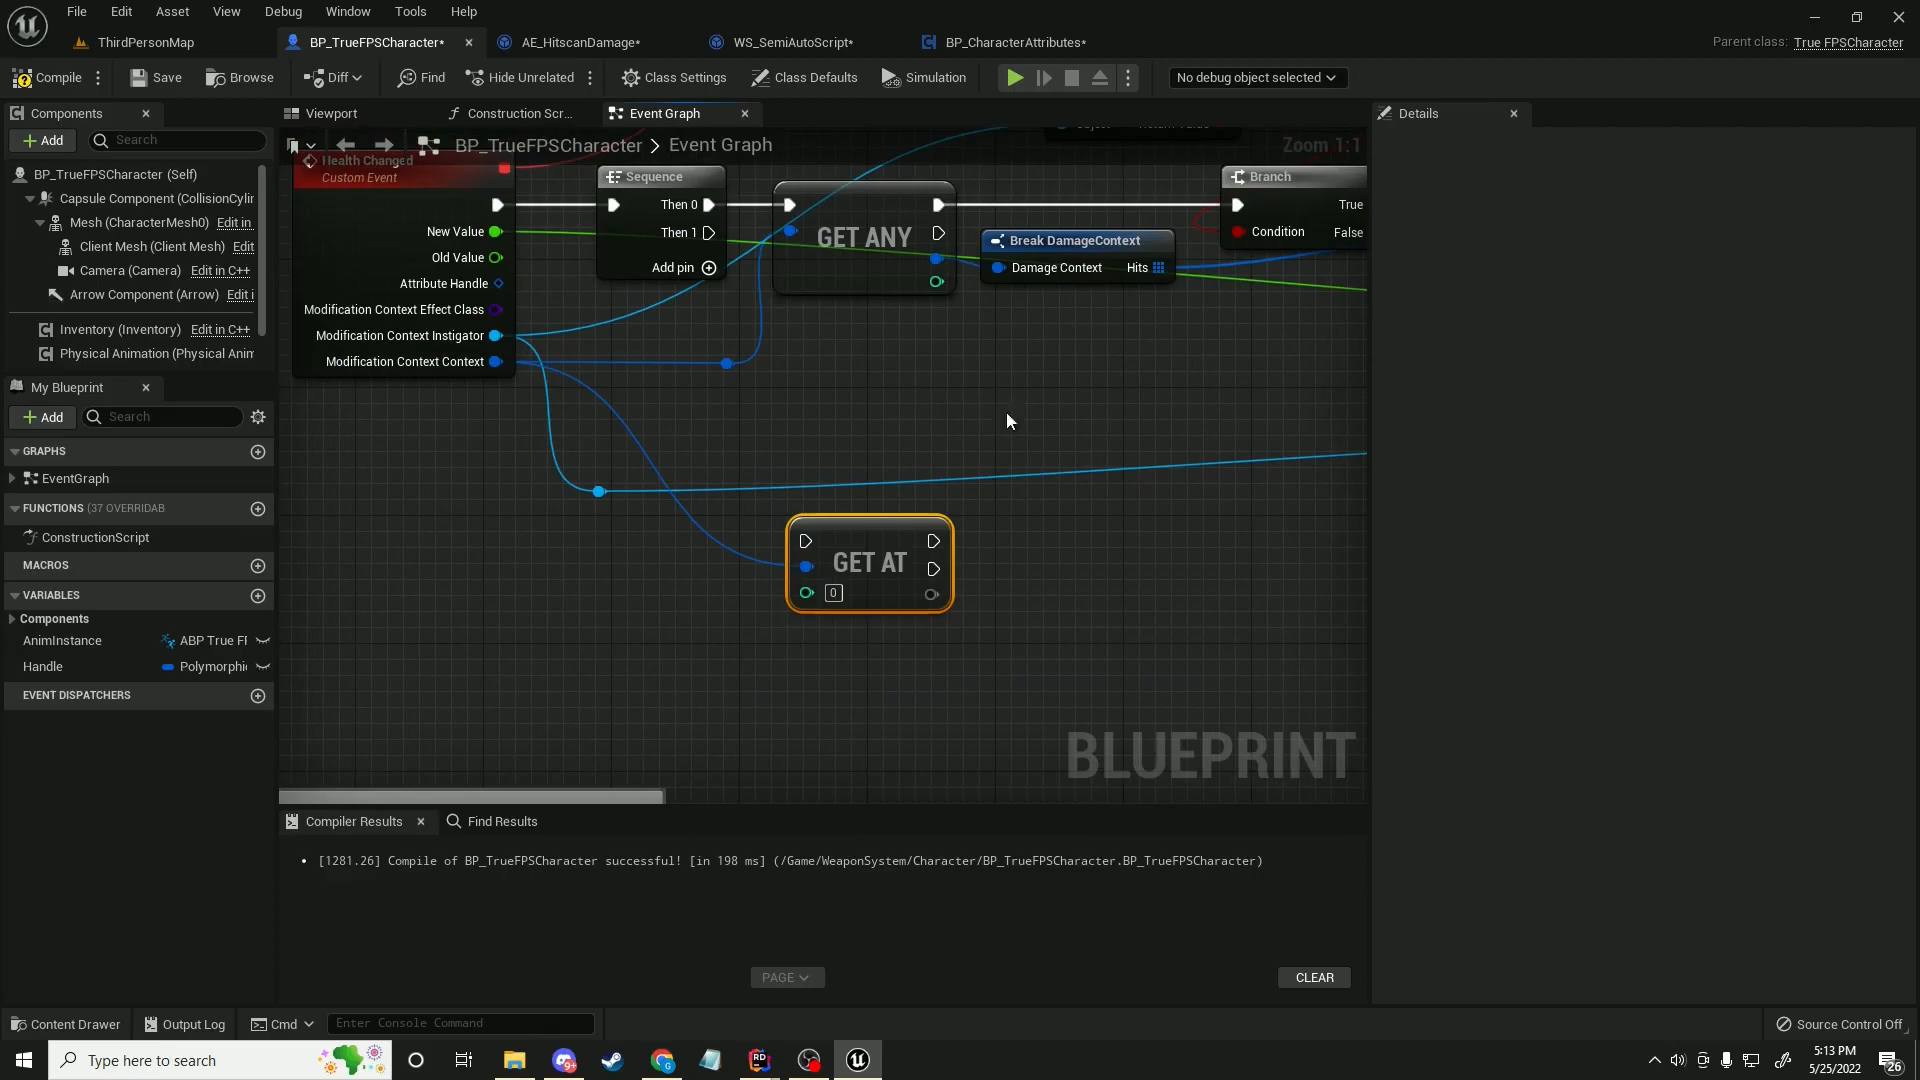 File Edit Asset View Debug Window Tools Help
ThirdPersonMap BP_TrueFPSCharacter* AE_HitscanDamage* WS_SemiAutoScript* BP_CharacterAttributes* Parent class: True FPSCharacter
Compile Save Browse Diff Find Hide Unrelated Class Settings Class Defaults Simulation No debug object selected
Components
Add Search
BP_TrueFPSCharacter (Self)
Capsule Component (CollisionCylin
Mesh (CharacterMesh0) Edit in
Client Mesh (Client Mesh) Edit
Camera (Camera) Edit in C++
Arrow Component (Arrow) Edit i
Inventory (Inventory) Edit in C++
Physical Animation (Physical Anim
My Blueprint
Add Search
GRAPHS
EventGraph
FUNCTIONS (37 OVERRIDAB
ConstructionScript
MACROS
VARIABLES
Components
AnimInstance ABP True FI
Handle Polymorphi
EVENT DISPATCHERS
Viewport Construction Scr... Event Graph
BP_TrueFPSCharacter > Event Graph Zoom 1:1
Health Changed
Custom Event
New Value
Old Value
Attribute Handle
Modification Context Effect Class
Modification Context Instigator
Modification Context Context
Sequence
Then 0
Then 1
Add pin
GET ANY
Break DamageContext
Damage Context Hits
Branch
True
Condition False
GET AT
0
BLUEPRINT
Details
Compiler Results Find Results
[1281.26] Compile of BP_TrueFPSCharacter successful! [in 198 ms] (/Game/WeaponSystem/Character/BP_TrueFPSCharacter.BP_TrueFPSCharacter)
PAGE CLEAR
Content Drawer Output Log Cmd Enter Console Command Source Control Off
Type here to search
9+
G
RD
5:13 PM
5/25/2022
26